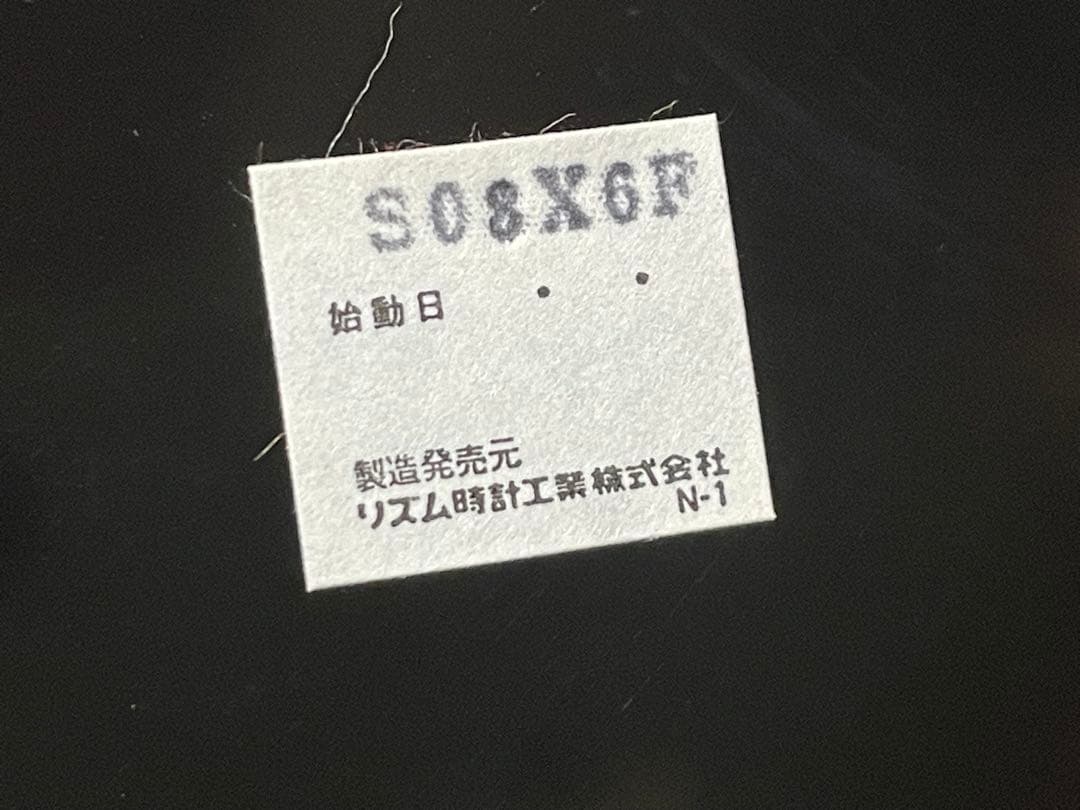 S08X6F
始動日 . .
製造発売元
リズム時計工業株式会社
N-1